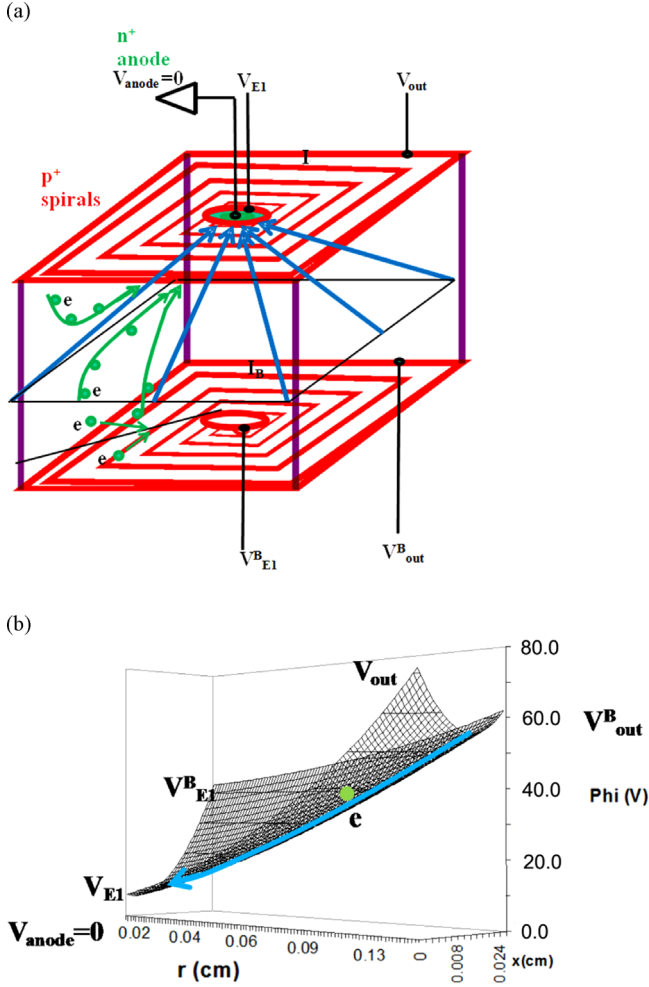 (a)
n+
anode
Vanode=0
VE1
Vout
p+
spirals
I
e
e
IB
e
e
VBE1
VBout
(b)
80.0
Vout
60.0
VBout
VBE1
40.0
Phi (V)
e
20.0
VE1
Vanode=0
0.0
0.02 0.04 0.06 0.09 0.13 0 0.008 0.024
r (cm)
x(cm)